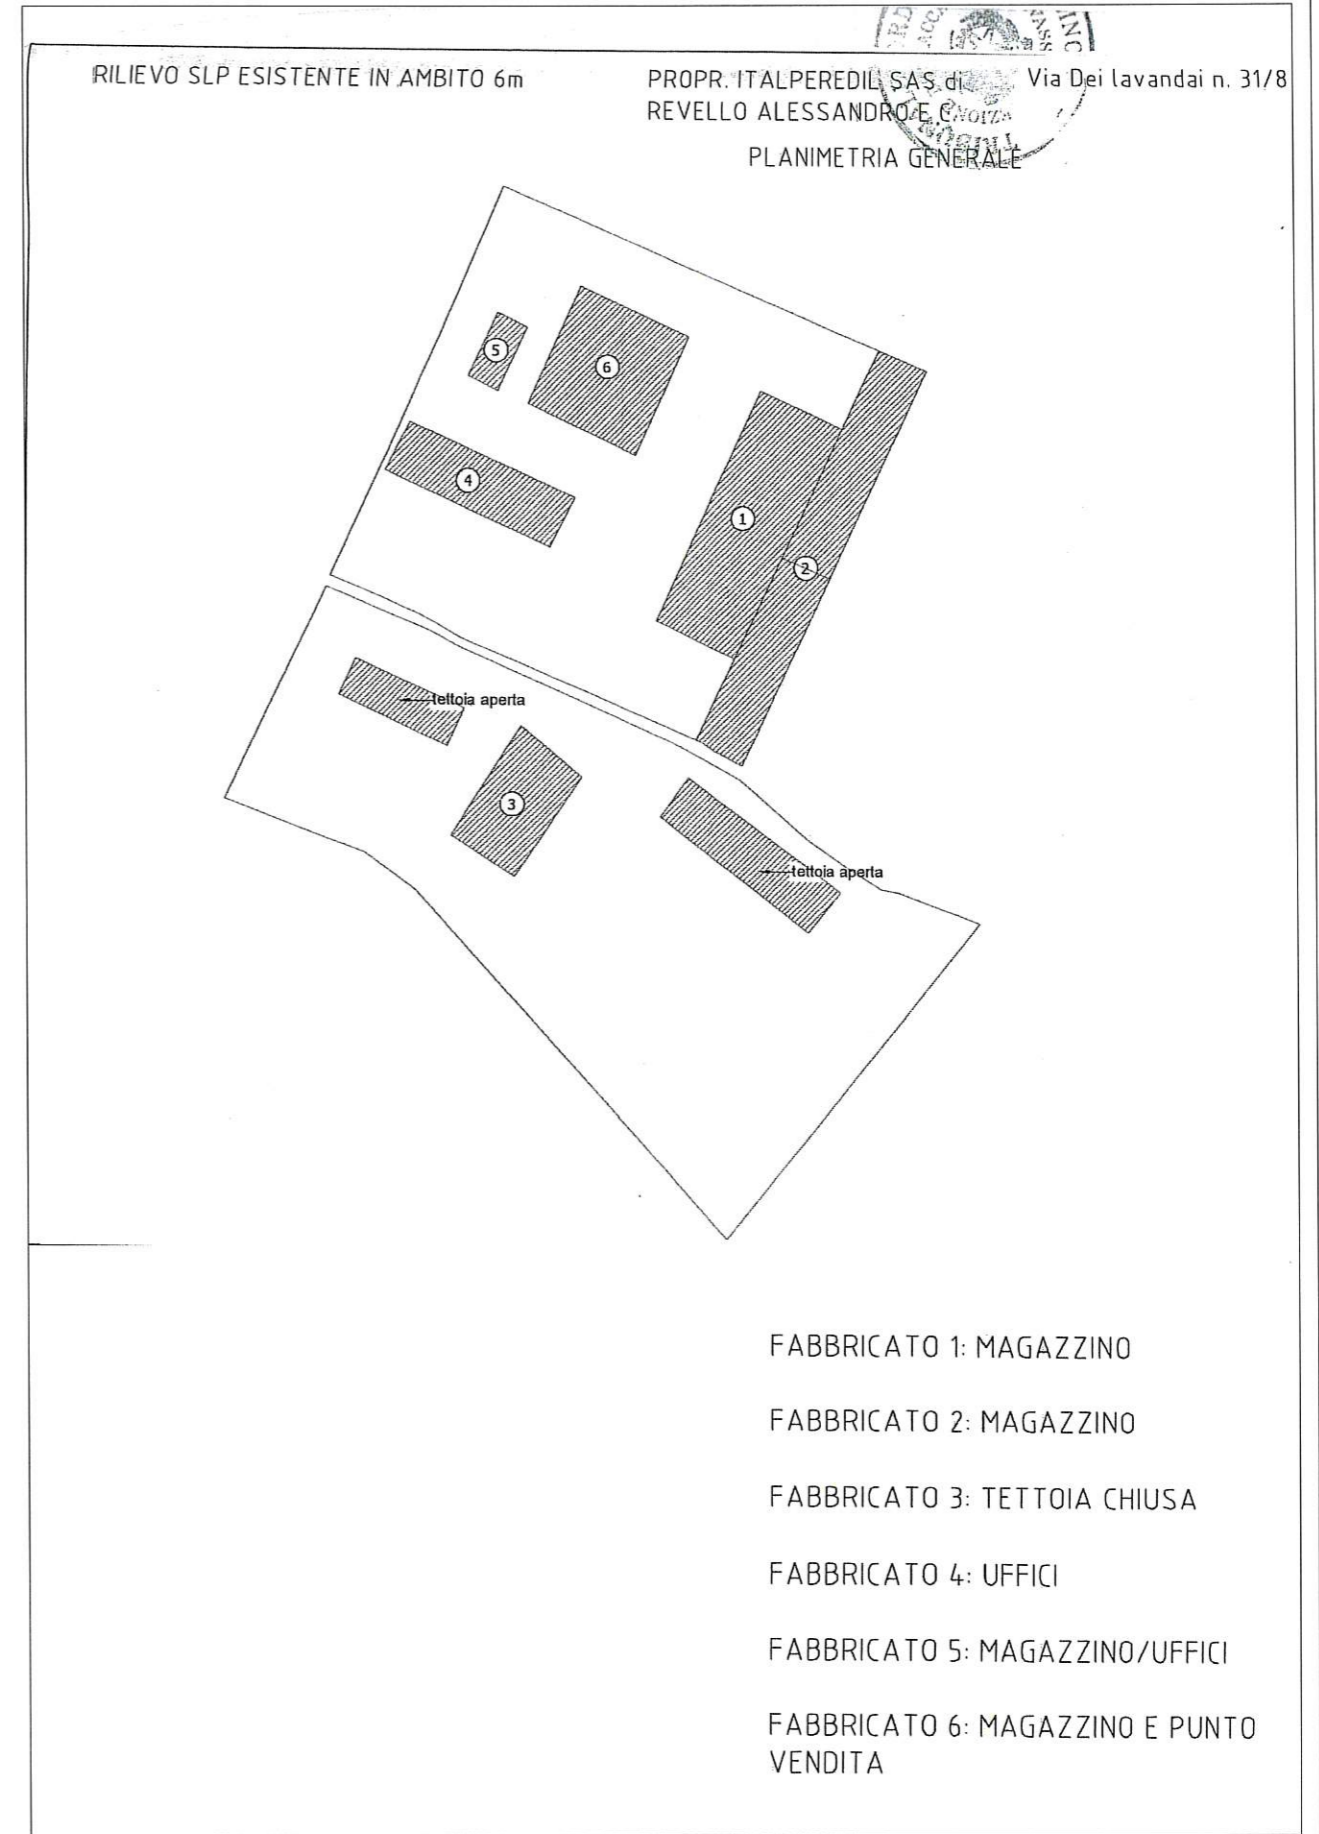 RILIEVO SLP ESISTENTE IN AMBITO 6m
PROPR. ITALPEREDIL SAS di
REVELLO ALESSANDRO E C.
Via Dei lavandai n. 31/8
PLANIMETRIA GENERALE
5
6
4
1
2
tettoia aperta
3
tettoia aperta
FABBRICATO 1: MAGAZZINO
FABBRICATO 2: MAGAZZINO
FABBRICATO 3: TETTOIA CHIUSA
FABBRICATO 4: UFFICI
FABBRICATO 5: MAGAZZINO/UFFICI
FABBRICATO 6: MAGAZZINO E PUNTO
VENDITA